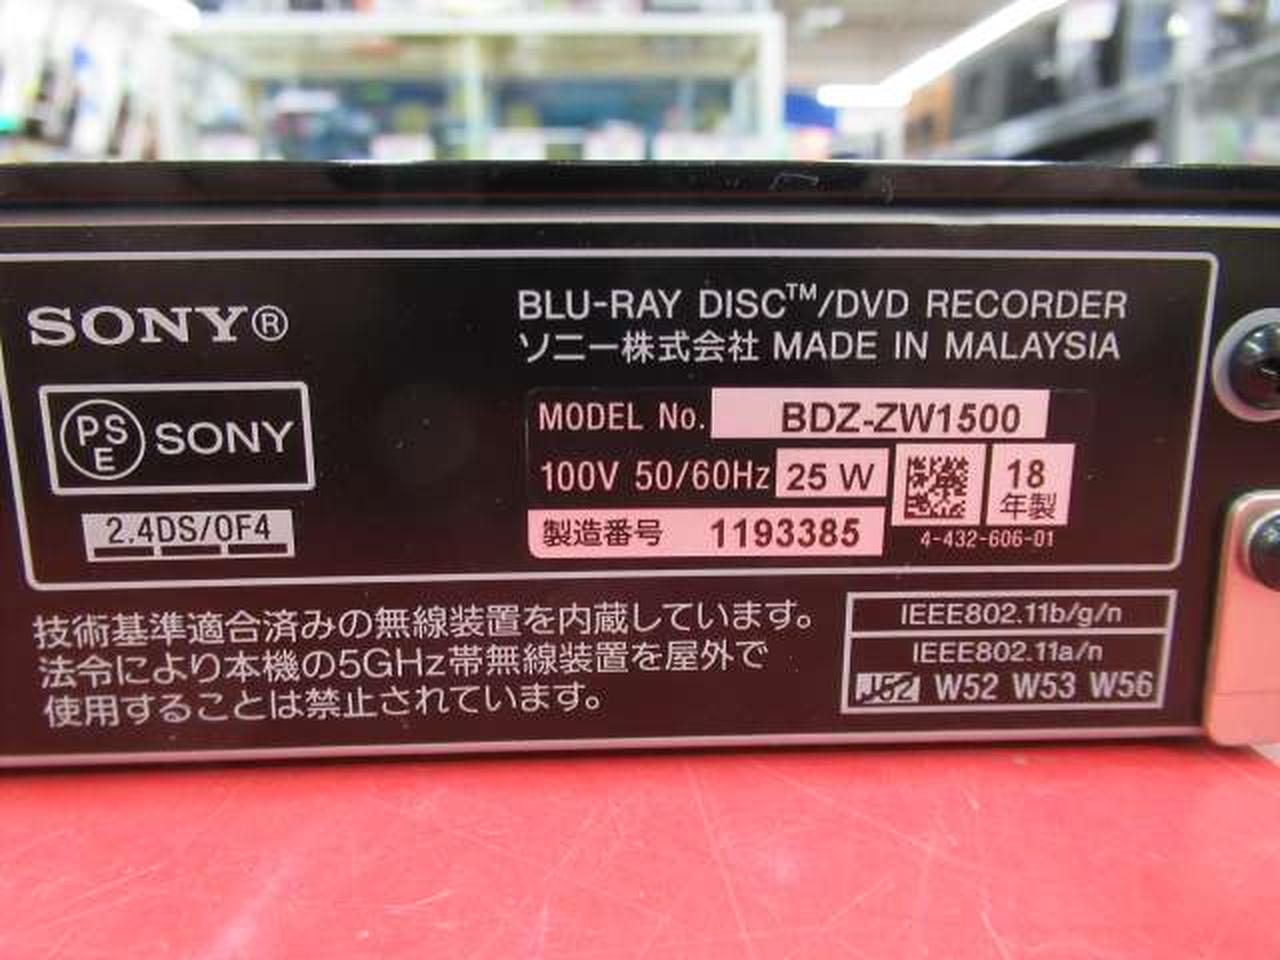 SONY®
PSE SONY
2.4DS/OF4
BLU-RAY DISC™/DVD RECORDER
ソニー株式会社 MADE IN MALAYSIA
MODEL No. BDZ-ZW1500
100V 50/60Hz 25 W
18
年製
製造番号 1193385
4-432-606-01
技術基準適合済みの無線装置を内蔵しています。
法令により本機の5GHz帯無線装置を屋外で
使用することは禁止されています。
IEEE802.11b/g/n
IEEE802.11a/n
J52 W52 W53 W56